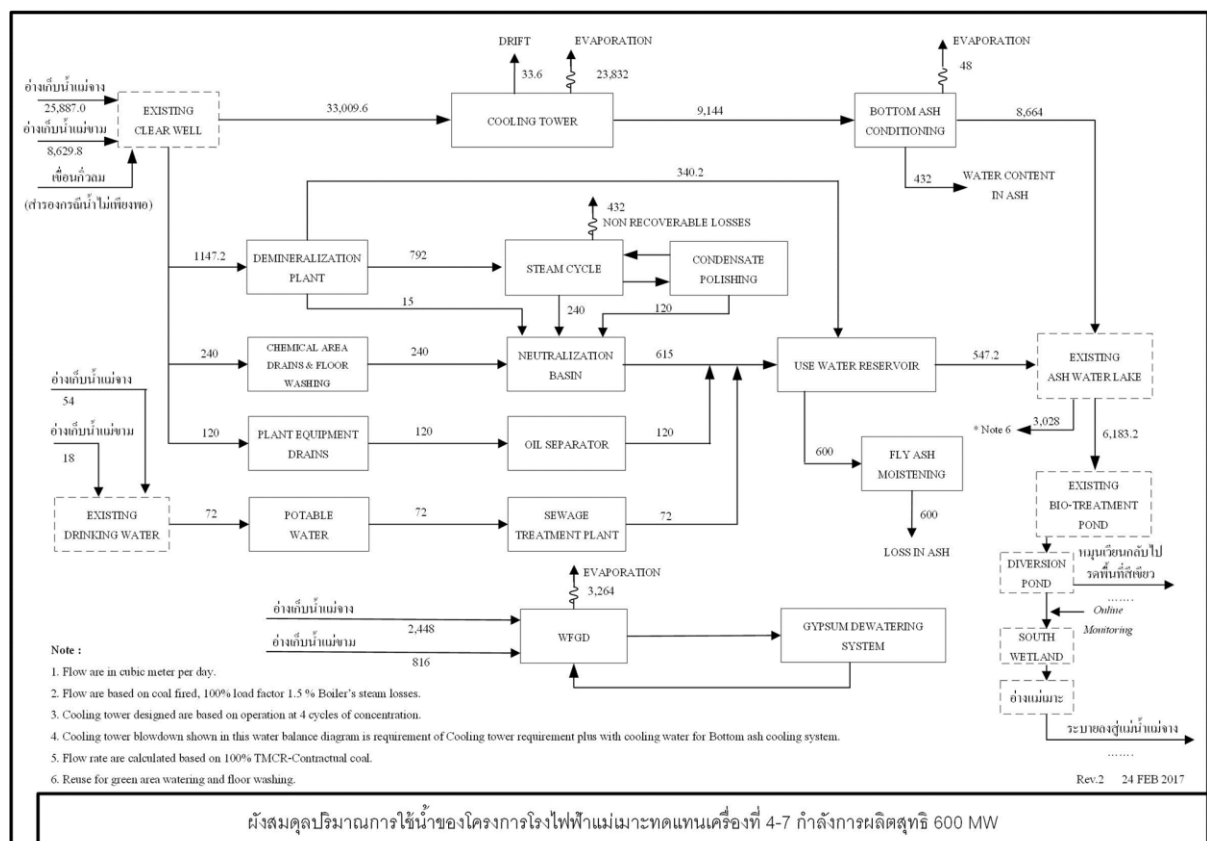 DRIFT
EVAPORATION
EVAPORATION
33.6
23,832
48
อ่างเก็บน้ำแม่จาง
25,887.0
อ่างเก็บน้ำแม่ขาม
8,629.8
เขื่อนกิ่วลม
(สำรองกรณีน้ำไม่เพียงพอ)
EXISTING
CLEAR WELL
33,009.6
COOLING TOWER
9,144
BOTTOM ASH
CONDITIONING
8,664
432
WATER CONTENT
IN ASH
340.2
432
NON RECOVERABLE LOSSES
1147.2
DEMINERALIZATION
PLANT
792
STEAM CYCLE
CONDENSATE
POLISHING
15
240
120
240
CHEMICAL AREA
DRAINS & FLOOR
WASHING
240
NEUTRALIZATION
BASIN
615
USE WATER RESERVOIR
547.2
EXISTING
ASH WATER LAKE
อ่างเก็บน้ำแม่จาง
54
อ่างเก็บน้ำแม่ขาม
18
120
PLANT EQUIPMENT
DRAINS
120
OIL SEPARATOR
120
600
FLY ASH
MOISTENING
600
LOSS IN ASH
* Note 6
3,028
6,183.2
EXISTING
BIO-TREATMENT
POND
EXISTING
DRINKING WATER
72
POTABLE
WATER
72
SEWAGE
TREATMENT PLANT
72
DIVERSION
POND
หมุนเวียนกลับไป
รดพื้นที่สีเขียว
.......
Online
Monitoring
SOUTH
WETLAND
อ่างแม่เมาะ
ระบายลงสู่แม่น้ำแม่จาง
.......
EVAPORATION
3,264
อ่างเก็บน้ำแม่จาง
2,448
อ่างเก็บน้ำแม่ขาม
816
WFGD
GYPSUM DEWATERING
SYSTEM
Note :
1. Flow are in cubic meter per day.
2. Flow are based on coal fired, 100% load factor 1.5 % Boiler's steam losses.
3. Cooling tower designed are based on operation at 4 cycles of concentration.
4. Cooling tower blowdown shown in this water balance diagram is requirement of Cooling tower requirement plus with cooling water for Bottom ash cooling system.
5. Flow rate are calculated based on 100% TMCR-Contractual coal.
6. Reuse for green area watering and floor washing.
Rev.2 24 FEB 2017
ผังสมดุลปริมาณการใช้น้ำของโครงการโรงไฟฟ้าแม่เมาะทดแทนเครื่องที่ 4-7 กำลังการผลิตสุทธิ 600 MW